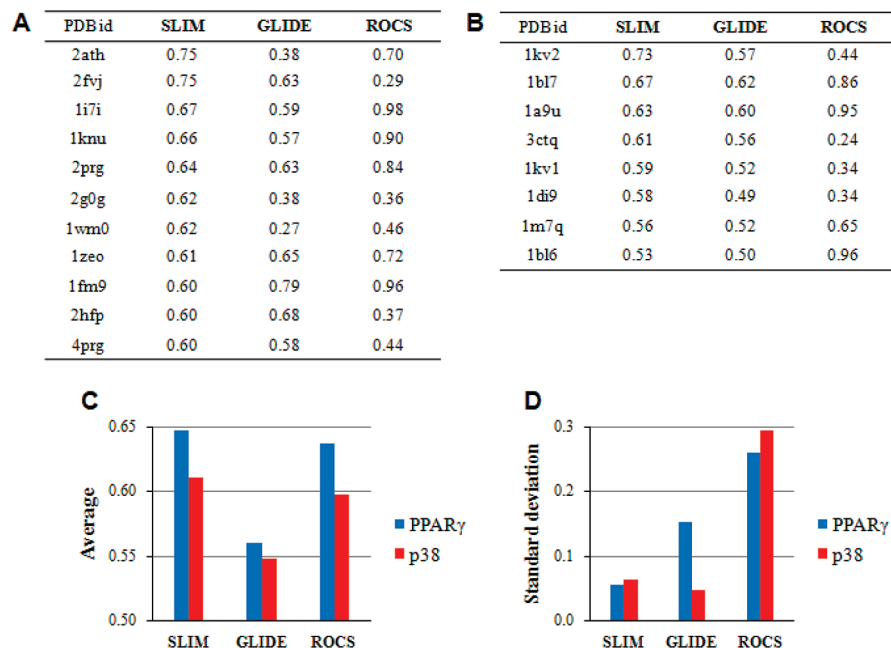 A
PDB id SLIM GLIDE ROCS
2ath 0.75 0.38 0.70
2fvj 0.75 0.63 0.29
1i7i 0.67 0.59 0.98
1knu 0.66 0.57 0.90
2prg 0.64 0.63 0.84
2g0g 0.62 0.38 0.36
1wm0 0.62 0.27 0.46
1zeo 0.61 0.65 0.72
1fm9 0.60 0.79 0.96
2hfp 0.60 0.68 0.37
4prg 0.60 0.58 0.44
B
PDB id SLIM GLIDE ROCS
1kv2 0.73 0.57 0.44
1bl7 0.67 0.62 0.86
1a9u 0.63 0.60 0.95
3ctq 0.61 0.56 0.24
1kv1 0.59 0.52 0.34
1di9 0.58 0.49 0.34
1m7q 0.56 0.52 0.65
1bl6 0.53 0.50 0.96
C
Average
0.65
0.60
0.55
0.50
SLIM GLIDE ROCS
PPARγ
p38
D
Standard deviation
0.3
0.2
0.1
0.0
SLIM GLIDE ROCS
PPARγ
p38